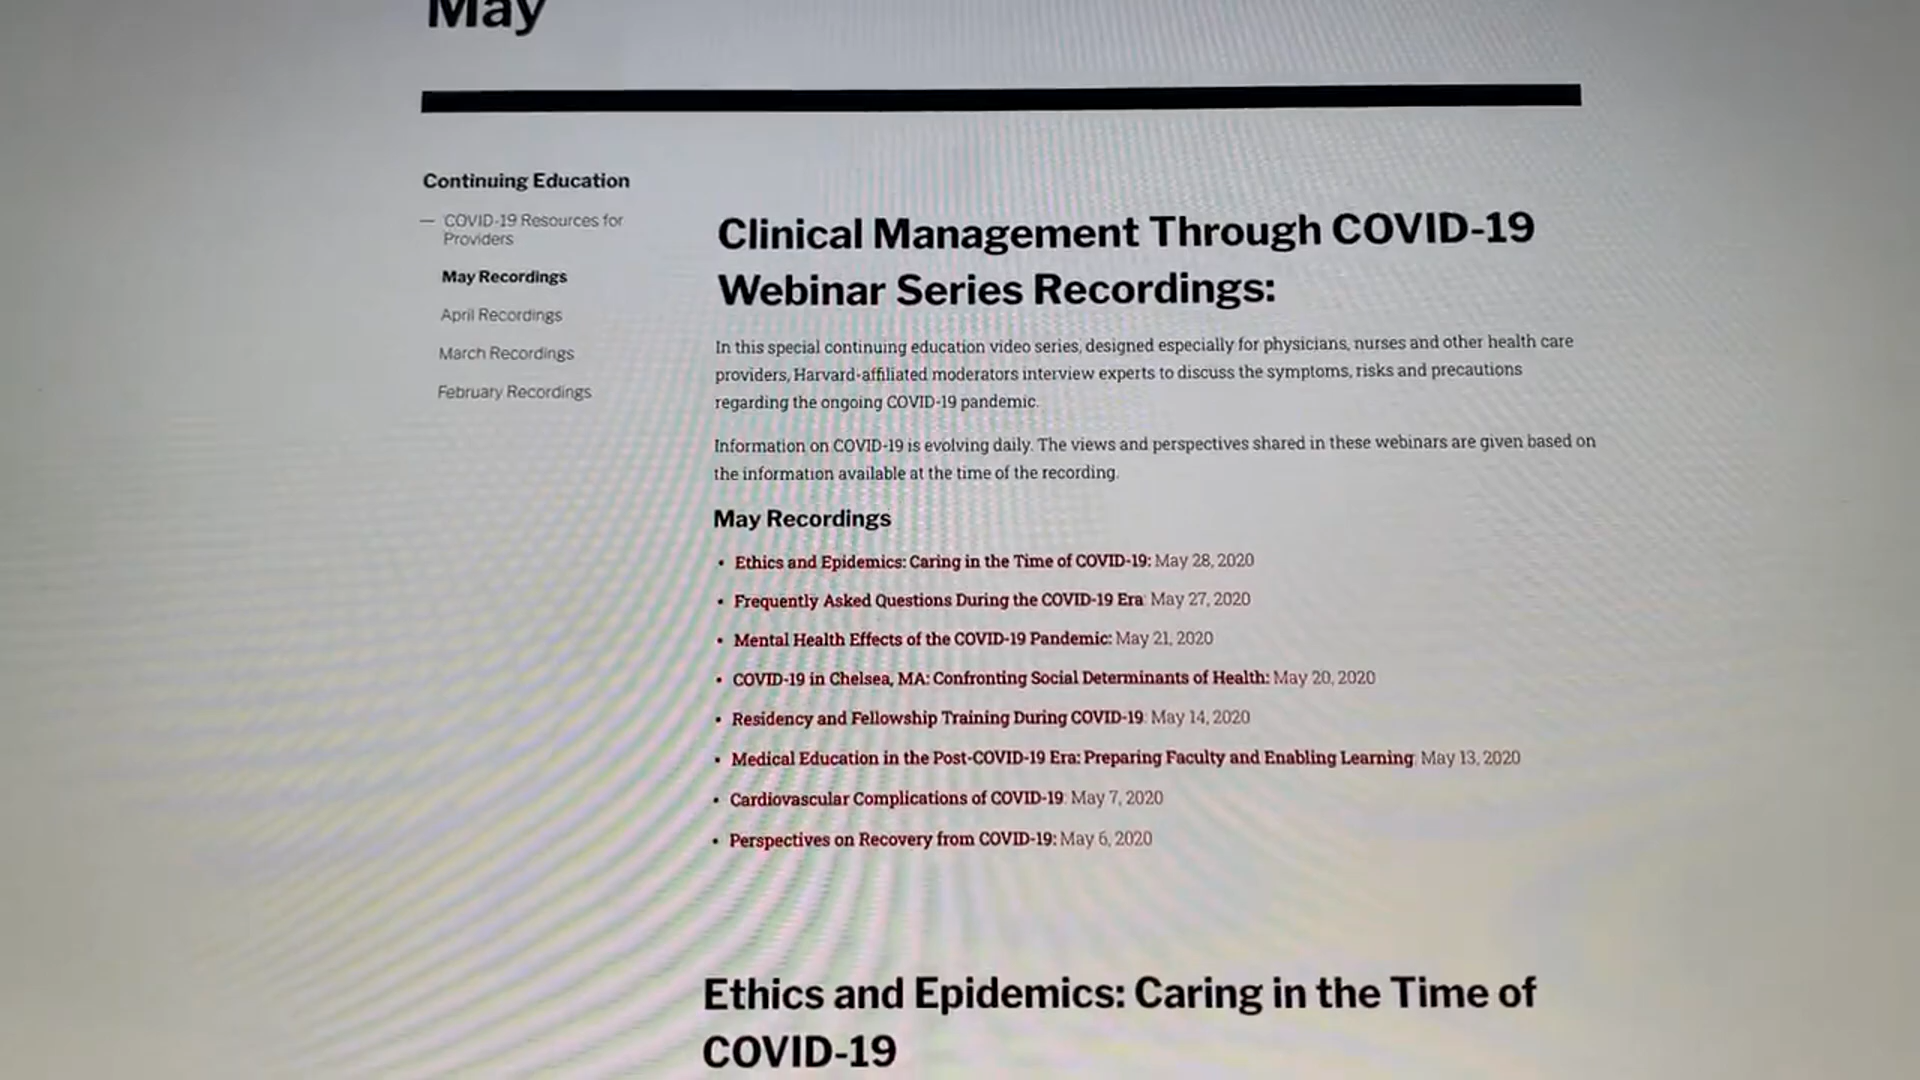 May
Continuing Education
— COVID-19 Resources for
Providers
May Recordings
April Recordings
March Recordings
February Recordings
Clinical Management Through COVID-19
Webinar Series Recordings:
In this special continuing education video series, designed especially for physicians, nurses and other health care
providers, Harvard-affiliated moderators interview experts to discuss the symptoms, risks and precautions
regarding the ongoing COVID-19 pandemic.
Information on COVID-19 is evolving daily. The views and perspectives shared in these webinars are given based on
the information available at the time of the recording.
May Recordings
• Ethics and Epidemics: Caring in the Time of COVID-19: May 28, 2020
• Frequently Asked Questions During the COVID-19 Era: May 27, 2020
• Mental Health Effects of the COVID-19 Pandemic: May 21, 2020
• COVID-19 in Chelsea, MA: Confronting Social Determinants of Health: May 20, 2020
• Residency and Fellowship Training During COVID-19: May 14, 2020
• Medical Education in the Post-COVID-19 Era: Preparing Faculty and Enabling Learning: May 13, 2020
• Cardiovascular Complications of COVID-19: May 7, 2020
• Perspectives on Recovery from COVID-19: May 6, 2020
Ethics and Epidemics: Caring in the Time of
COVID-19